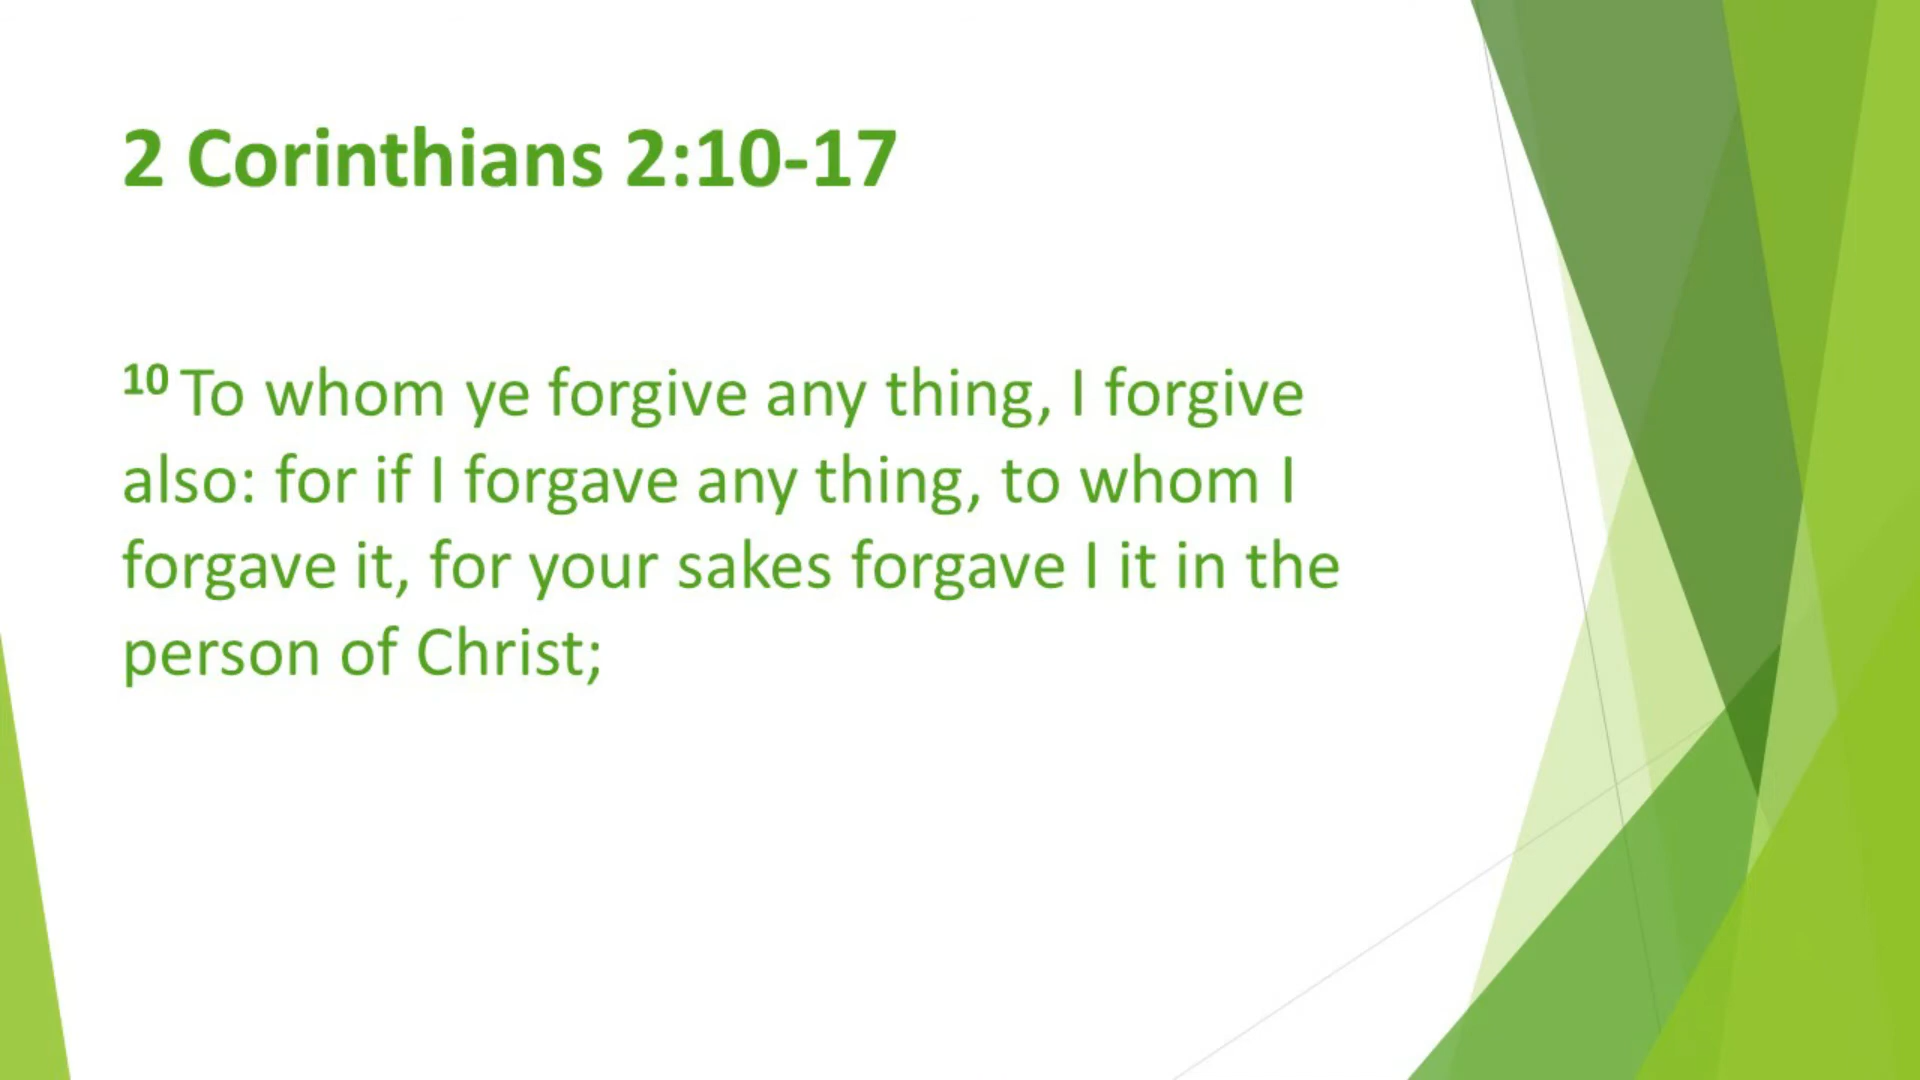 2 Corinthians 2:10-17
10 To whom ye forgive any thing, I forgive
also: for if I forgave any thing, to whom I
forgave it, for your sakes forgave I it in the
person of Christ;